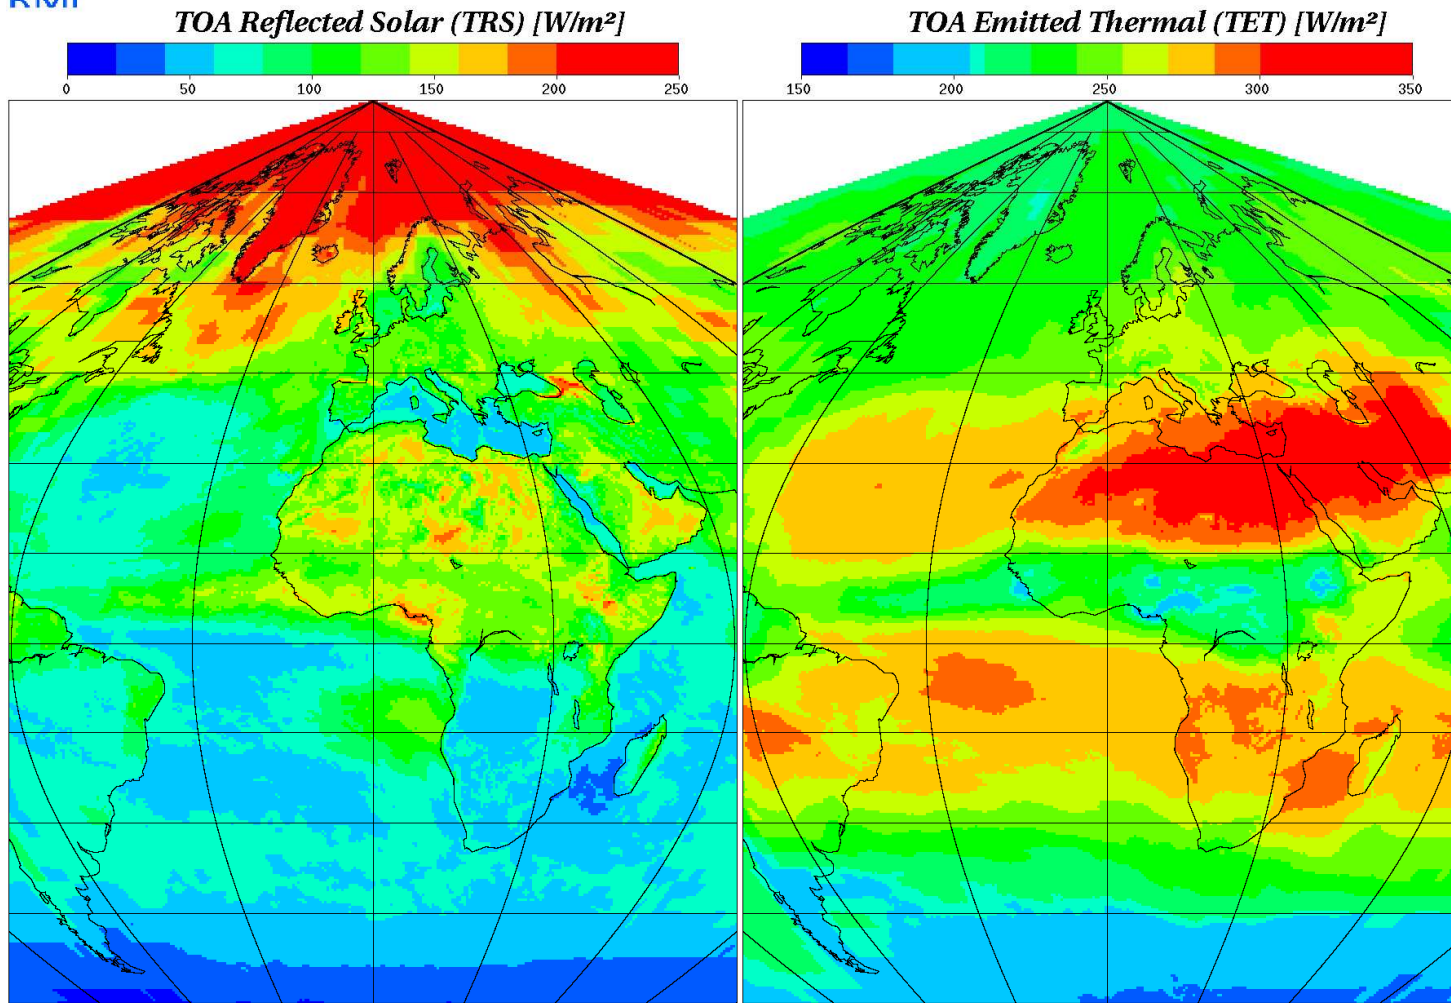 RMI
TOA Reflected Solar (TRS) [W/m²]
TOA Emitted Thermal (TET) [W/m²]
0 50 100 150 200 250
150 200 250 300 350